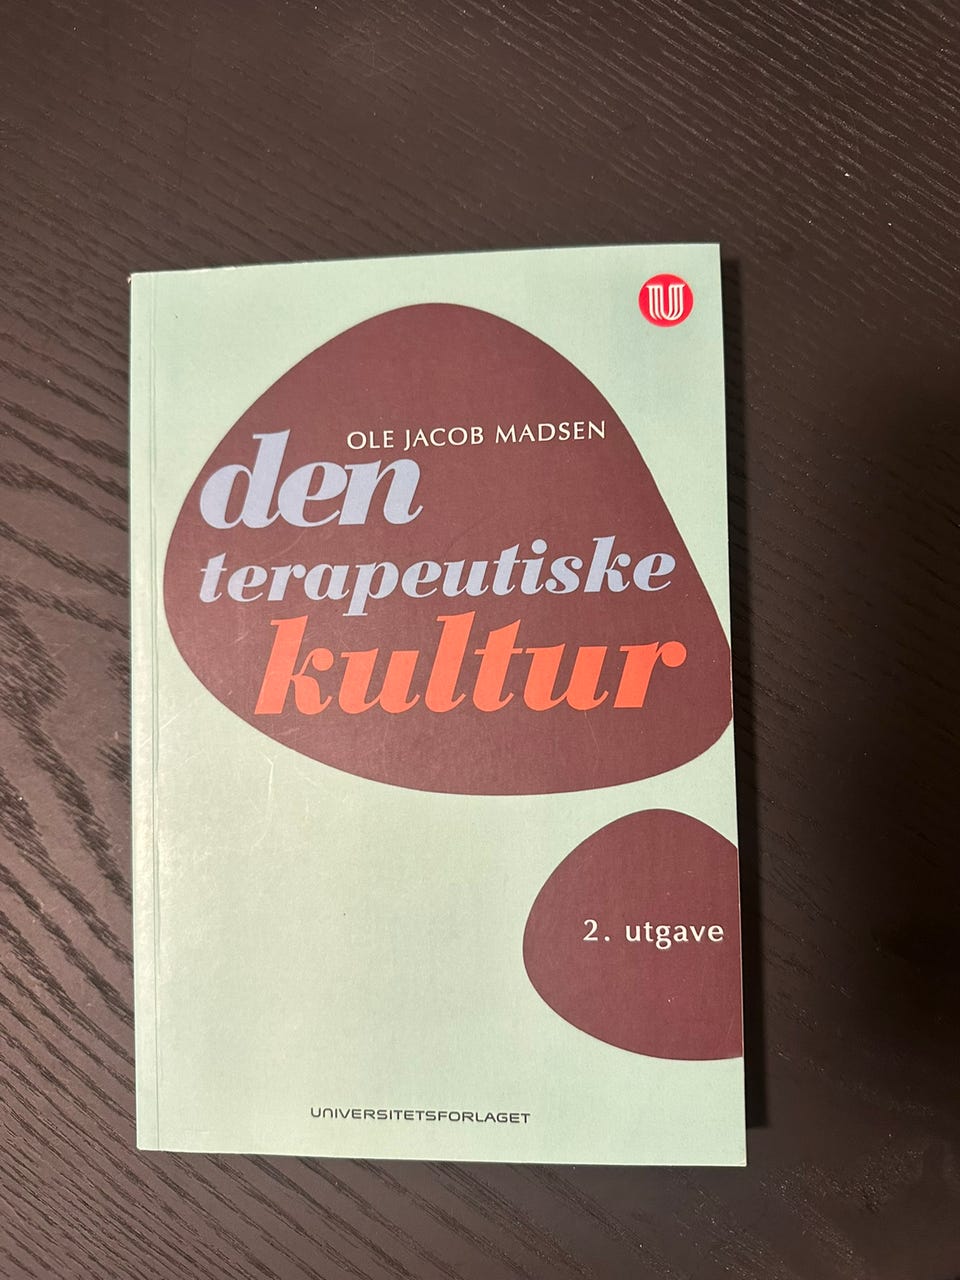 U
OLE JACOB MADSEN
den
terapeutiske
kultur
2. utgave
UNIVERSITETSFORLAGET